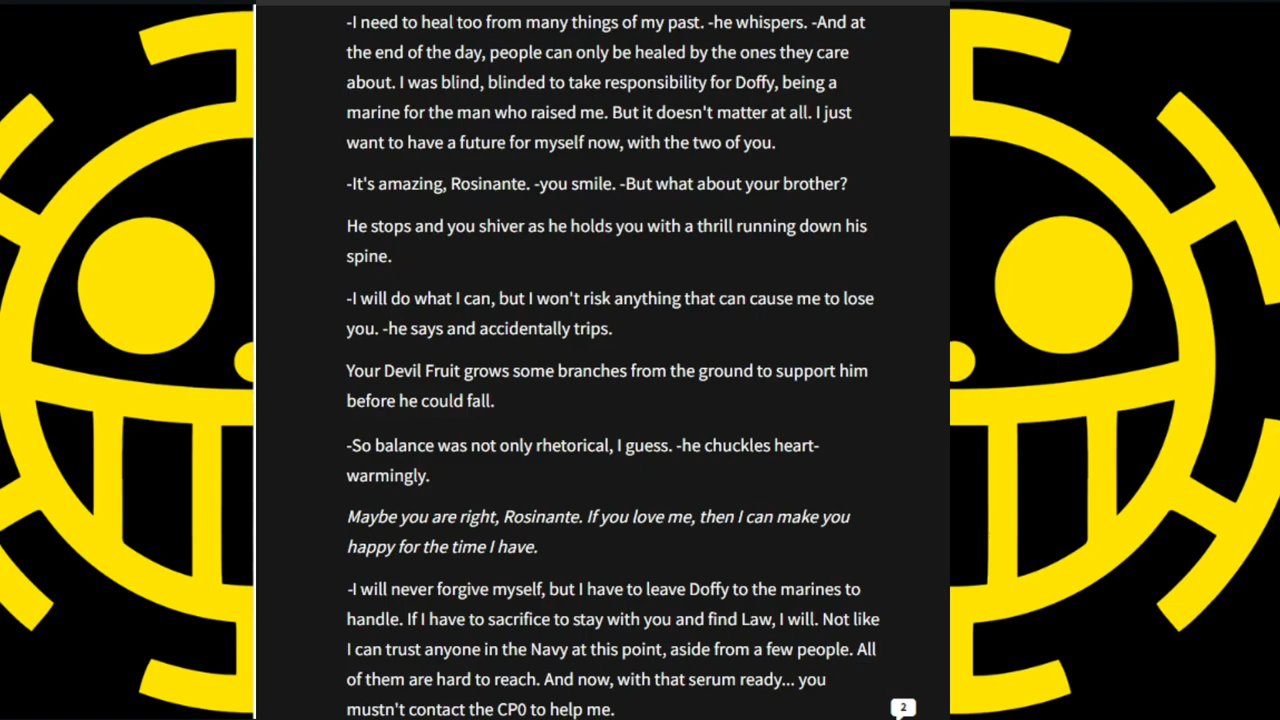 -I need to heal too from many things of my past. -he whispers. -And at
the end of the day, people can only be healed by the ones they care
about. I was blind, blinded to take responsibility for Doffy, being a
marine for the man who raised me. But it doesn't matter at all. I just
want to have a future for myself now, with the two of you.
-It's amazing, Rosinante. -you smile. -But what about your brother?
He stops and you shiver as he holds you with a thrill running down his
spine.
-I will do what I can, but I won't risk anything that can cause me to lose
you. -he says and accidentally trips.
Your Devil Fruit grows some branches from the ground to support him
before he could fall.
-So balance was not only rhetorical, I guess. -he chuckles heart-
warmingly.
Maybe you are right, Rosinante. If you love me, then I can make you
happy for the time I have.
-I will never forgive myself, but I have to leave Doffy to the marines to
handle. If I have to sacrifice to stay with you and find Law, I will. Not like
I can trust anyone in the Navy at this point, aside from a few people. All
of them are hard to reach. And now, with that serum ready... you
mustn't contact the CP0 to help me.
2